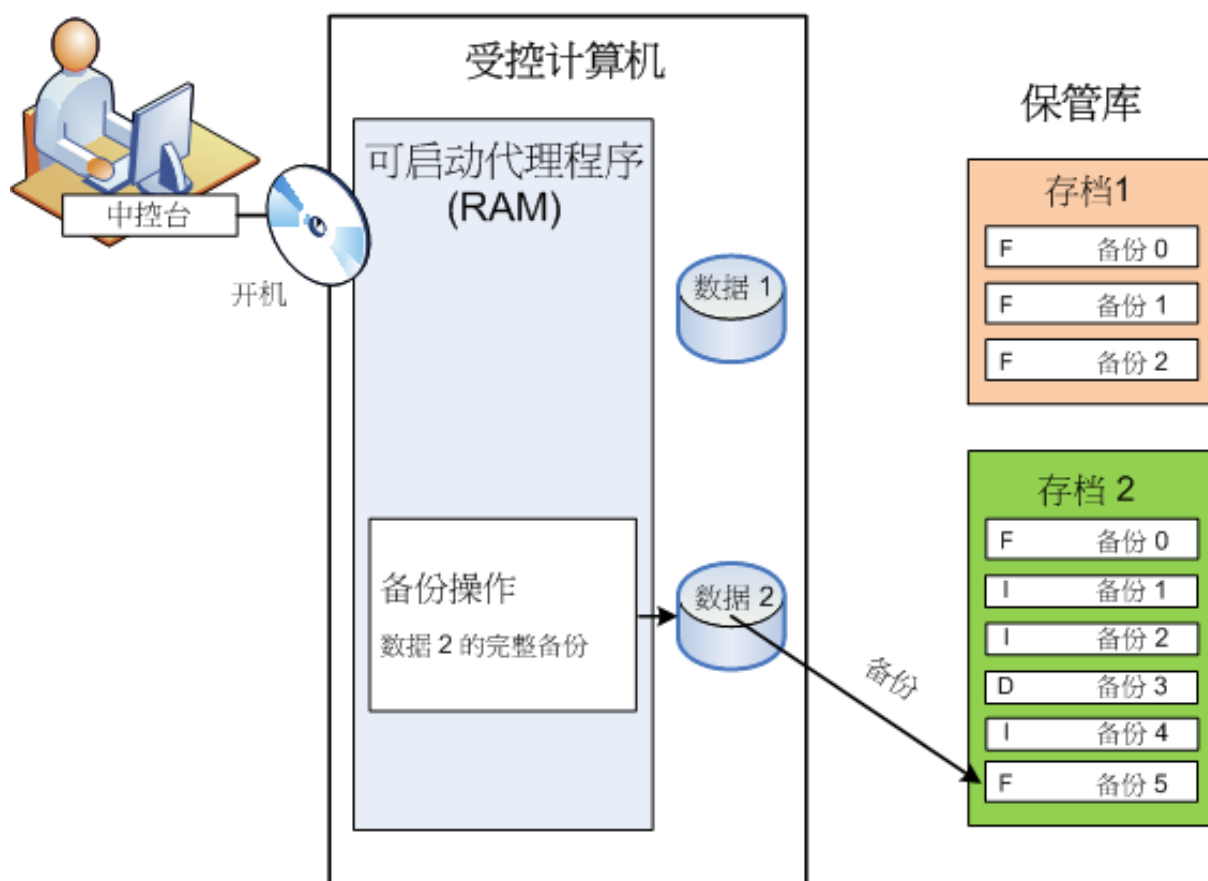 受控计算机
可启动代理程序
(RAM)
中控台
开机
数据 1
备份操作
数据 2 的完整备份
数据 2
备份
保管库
存档1
F 备份 0
F 备份 1
F 备份 2
存档 2
F 备份 0
I 备份 1
I 备份 2
D 备份 3
I 备份 4
F 备份 5